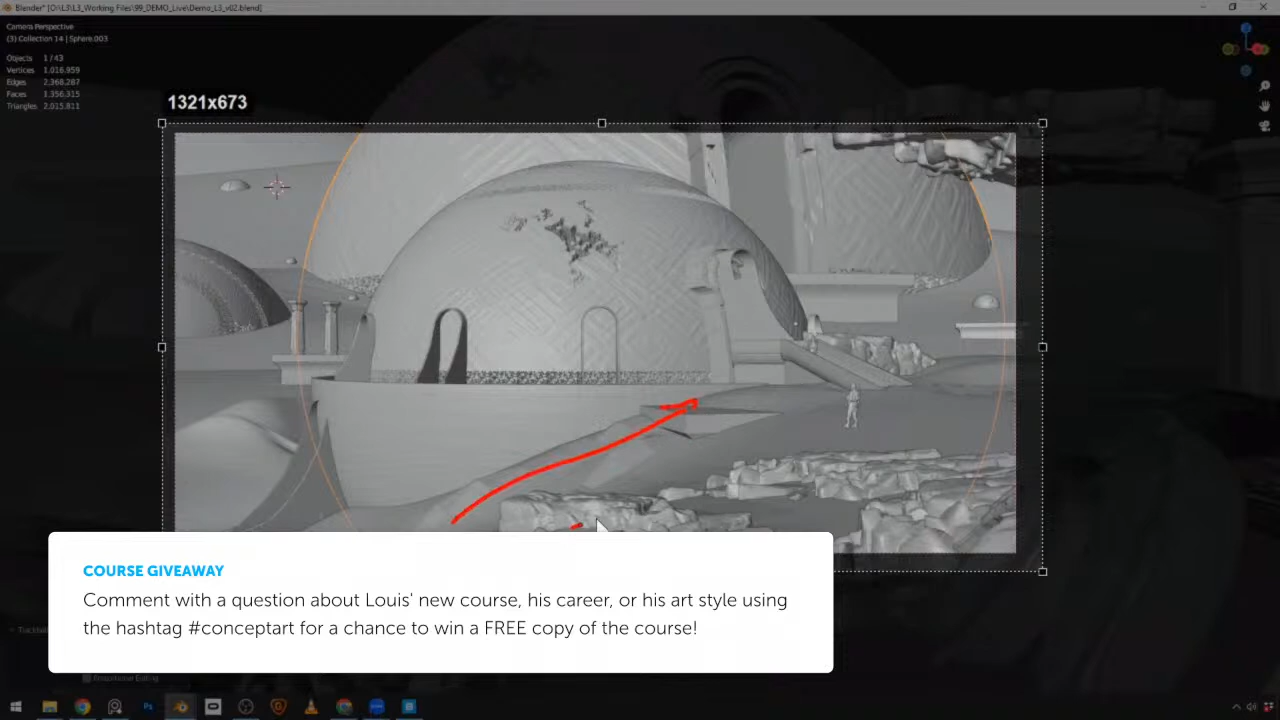 Blender* [O:\L3\L3_Working Files\99_DEMO_Live\Demo_L3_v02.blend]
Camera Perspective
(3) Collection 14 | Sphere.003
Objects 1/43
Vertices 1,016,959
Edges 2,368,287
Faces 1,356,315
Triangles 2,015,811
1321x673
COURSE GIVEAWAY
Comment with a question about Louis' new course, his career, or his art style using
the hashtag #conceptart for a chance to win a FREE copy of the course!
Proportional Editing
Ps